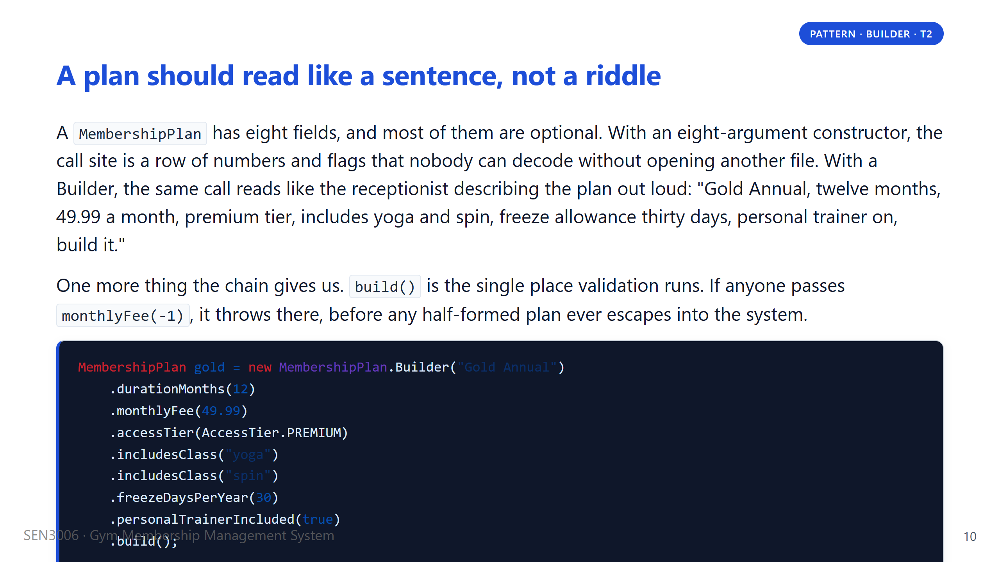 PATTERN · BUILDER · T2
A plan should read like a sentence, not a riddle
A MembershipPlan has eight fields, and most of them are optional. With an eight-argument constructor, the
call site is a row of numbers and flags that nobody can decode without opening another file. With a
Builder, the same call reads like the receptionist describing the plan out loud: "Gold Annual, twelve months,
49.99 a month, premium tier, includes yoga and spin, freeze allowance thirty days, personal trainer on,
build it."
One more thing the chain gives us. build() is the single place validation runs. If anyone passes
monthlyFee(-1), it throws there, before any half-formed plan ever escapes into the system.
MembershipPlan gold = new MembershipPlan.Builder("Gold Annual")
    .durationMonths(12)
    .monthlyFee(49.99)
    .accessTier(AccessTier.PREMIUM)
    .includesClass("yoga")
    .includesClass("spin")
    .freezeDaysPerYear(30)
    .personalTrainerIncluded(true)
    .build();
SEN3006 · Gym Membership Management System
10